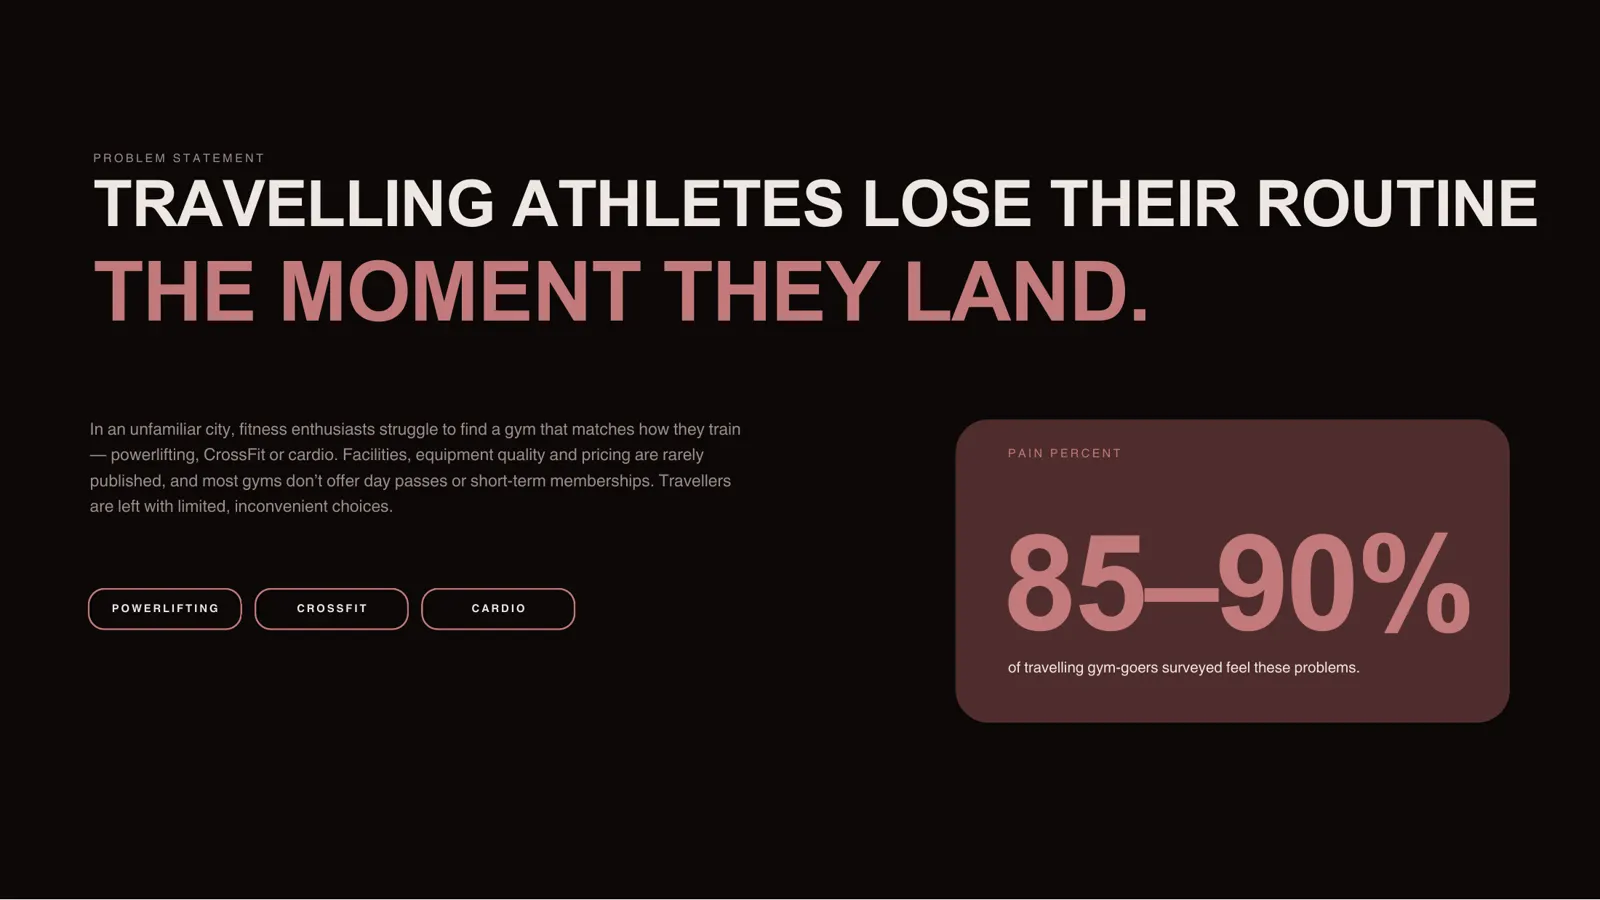 PROBLEM STATEMENT
TRAVELLING ATHLETES LOSE THEIR ROUTINE
THE MOMENT THEY LAND.
In an unfamiliar city, fitness enthusiasts struggle to find a gym that matches how they train
— powerlifting, CrossFit or cardio. Facilities, equipment quality and pricing are rarely
published, and most gyms don’t offer day passes or short-term memberships. Travellers
are left with limited, inconvenient choices.
POWERLIFTING
CROSSFIT
CARDIO
PAIN PERCENT
85–90%
of travelling gym-goers surveyed feel these problems.